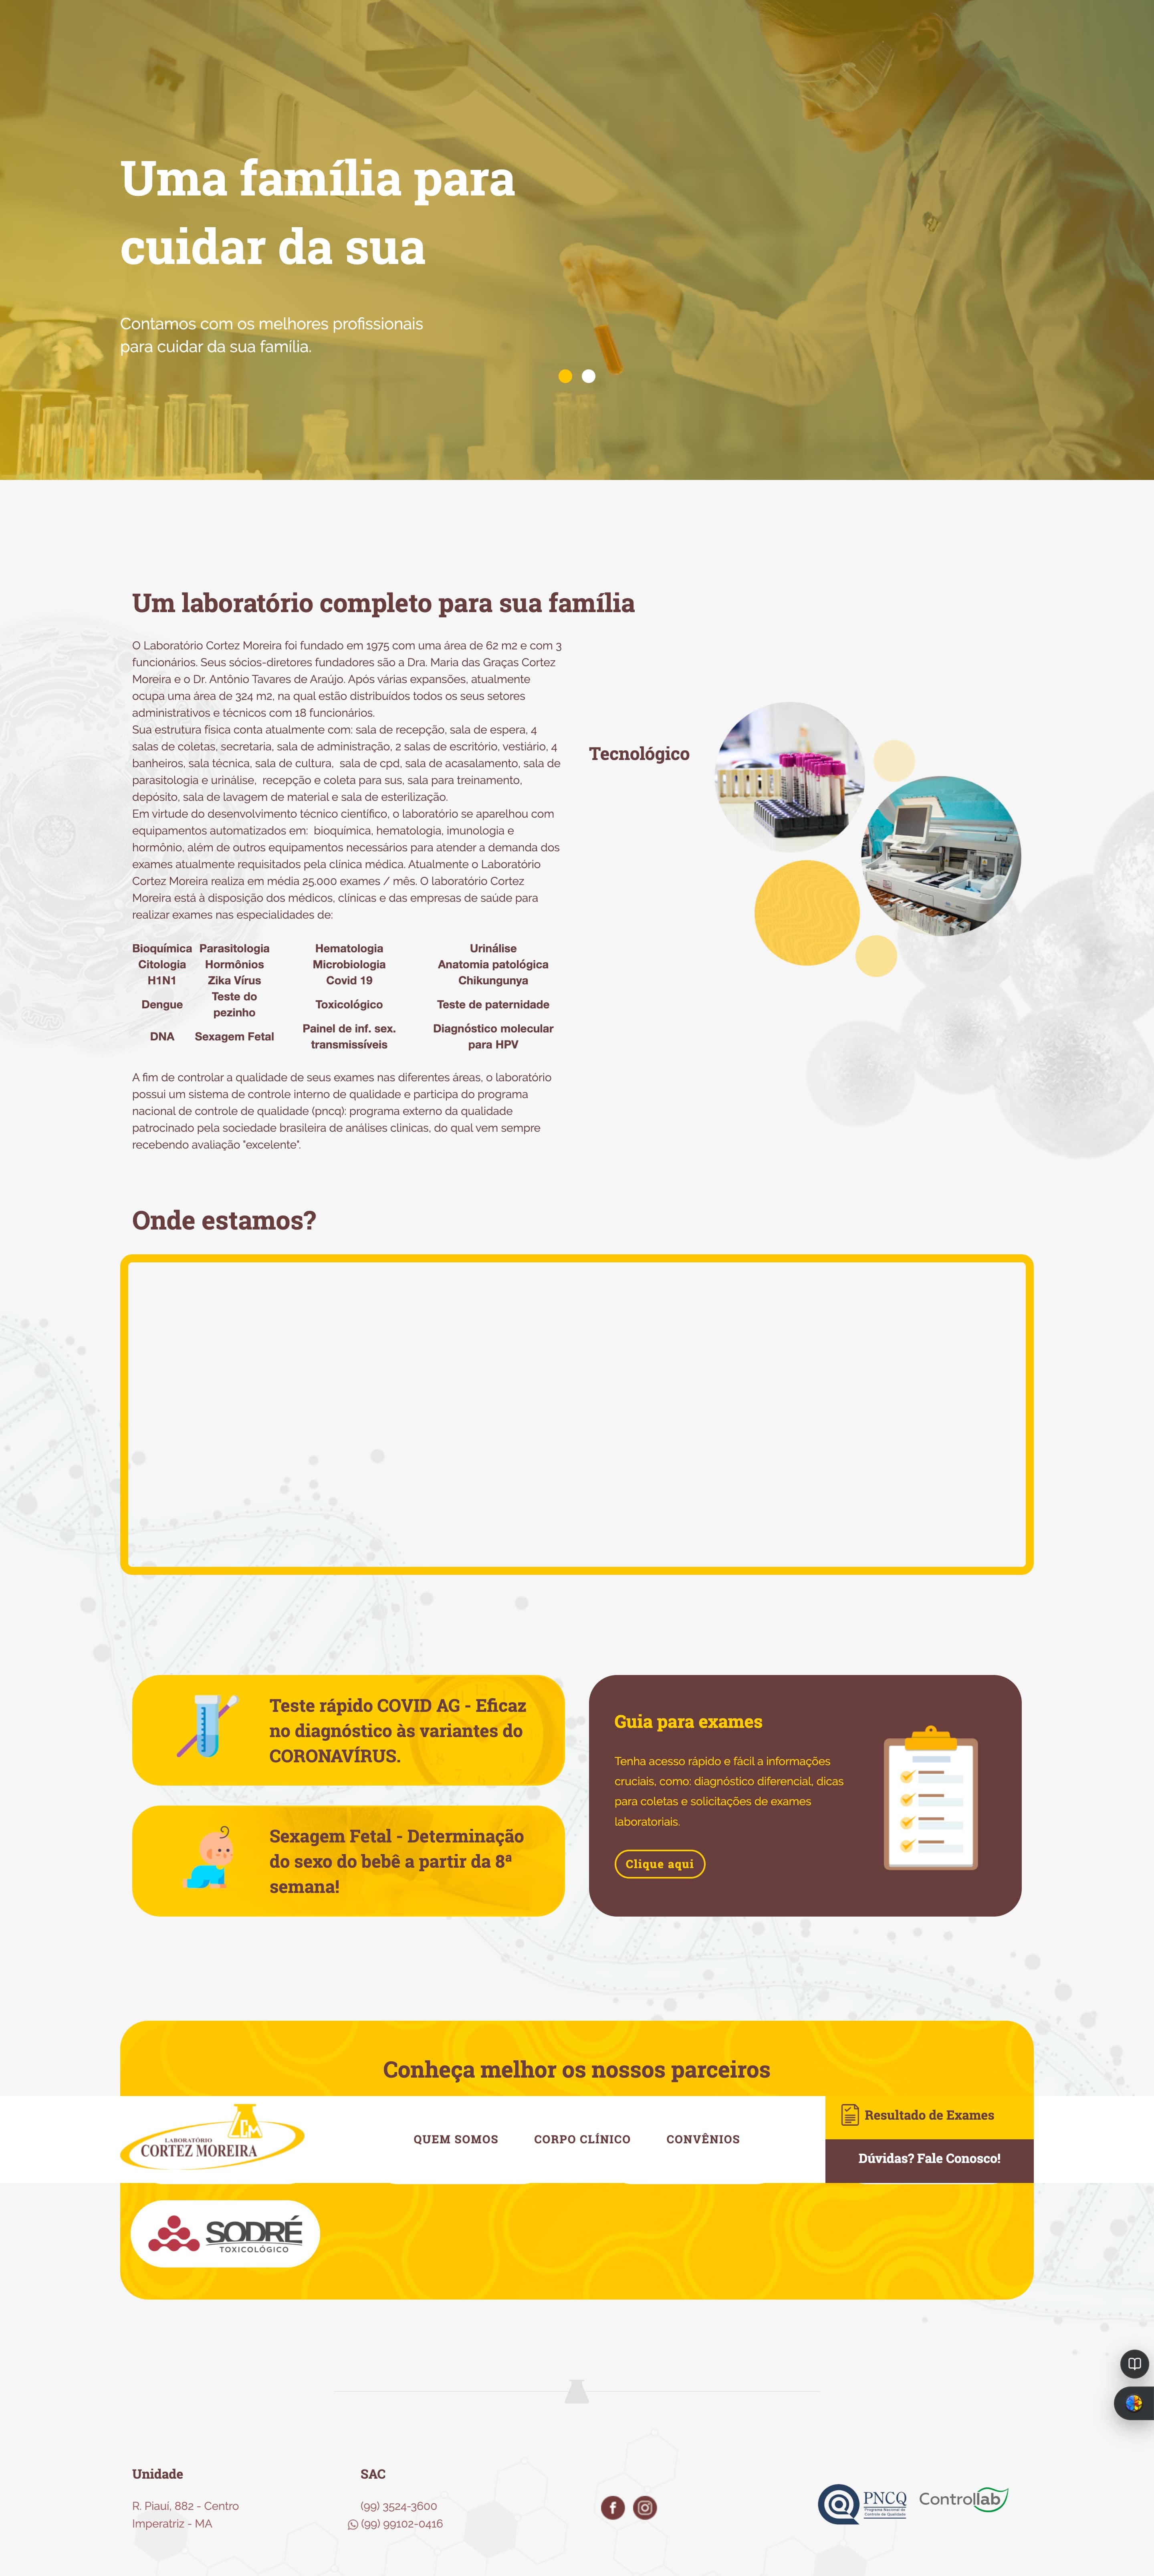 Uma família para
cuidar da sua
Contamos com os melhores profissionais
para cuidar da sua família.
Um laboratório completo para sua família
O Laboratório Cortez Moreira foi fundado em 1975 com uma área de 62 m2 e com 3
funcionários. Seus sócios-diretores fundadores são a Dra. Maria das Graças Cortez
Moreira e o Dr. Antônio Tavares de Araújo. Após várias expansões, atualmente
ocupa uma área de 324 m2, na qual estão distribuídos todos os seus setores
administrativos e técnicos com 18 funcionários.
Sua estrutura física conta atualmente com: sala de recepção, sala de espera, 4
salas de coletas, secretaria, sala de administração, 2 salas de escritório, vestiário, 4
banheiros, sala técnica, sala de cultura, sala de cpd, sala de acasalamento, sala de
parasitologia e urinálise, recepção e coleta para sus, sala para treinamento,
depósito, sala de lavagem de material e sala de esterilização.
Em virtude do desenvolvimento técnico científico, o laboratório se aparelhou com
equipamentos automatizados em: bioquímica, hematologia, imunologia e
hormônio, além de outros equipamentos necessários para atender a demanda dos
exames atualmente requisitados pela clínica médica. Atualmente o Laboratório
Cortez Moreira realiza em média 25.000 exames / mês. O laboratório Cortez
Moreira está à disposição dos médicos, clínicas e das empresas de saúde para
realizar exames nas especialidades de:
Tecnológico
Bioquímica Parasitologia Hematologia Urinálise
Citologia Hormônios Microbiologia Anatomia patológica
H1N1 Zika Vírus Covid 19 Chikungunya
Dengue Teste do pezinho Toxicológico Teste de paternidade
DNA Sexagem Fetal Painel de inf. sex. transmissíveis Diagnóstico molecular para HPV
A fim de controlar a qualidade de seus exames nas diferentes áreas, o laboratório
possui um sistema de controle interno de qualidade e participa do programa
nacional de controle de qualidade (pncq): programa externo da qualidade
patrocinado pela sociedade brasileira de análises clínicas, do qual vem sempre
recebendo avaliação "excelente".
Onde estamos?
Teste rápido COVID AG - Eficaz
no diagnóstico às variantes do
CORONAVÍRUS.
Sexagem Fetal - Determinação
do sexo do bebê a partir da 8ª
semana!
Guia para exames
Tenha acesso rápido e fácil a informações
cruciais, como: diagnóstico diferencial, dicas
para coletas e solicitações de exames
laboratoriais.
Clique aqui
Conheça melhor os nossos parceiros
LABORATÓRIO
CORTEZ MOREIRA
QUEM SOMOS CORPO CLÍNICO CONVÊNIOS
Resultado de Exames
Dúvidas? Fale Conosco!
SODRÉ
TOXICOLÓGICO
Unidade
R. Piauí, 882 - Centro
Imperatriz - MA
SAC
(99) 3524-3600
(99) 99102-0416
PNCQ
Programa Nacional de
Controle de Qualidade
Controllab